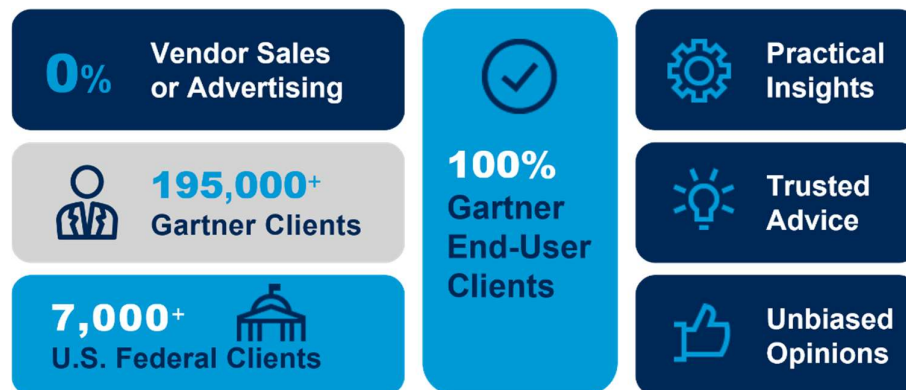 0%
Vendor Sales
or Advertising
195,000+
Gartner Clients
7,000+
U.S. Federal Clients
100%
Gartner
End-User
Clients
Practical
Insights
Trusted
Advice
Unbiased
Opinions